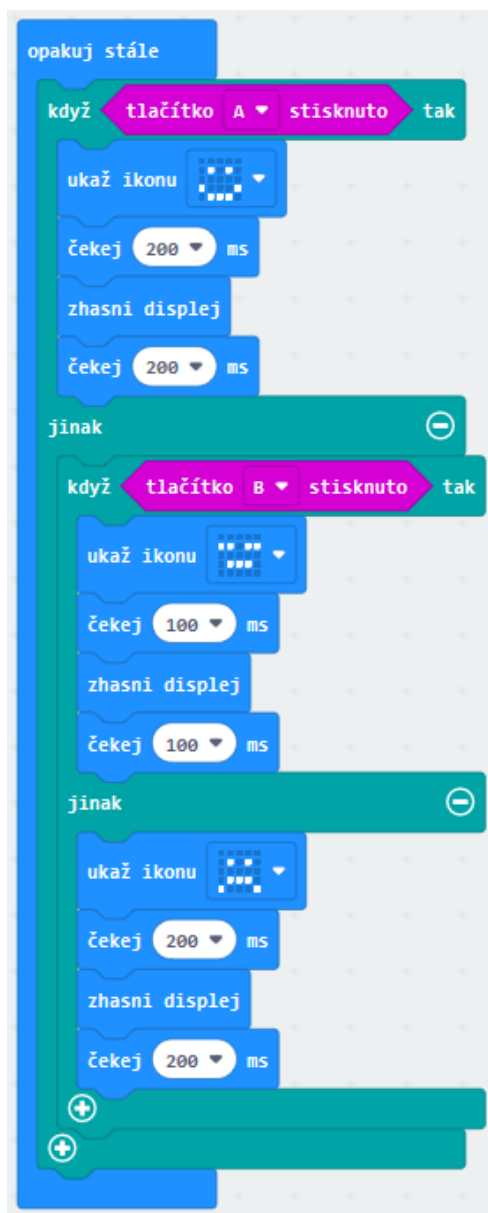 opakuj stále
když tlačítko A stisknuto tak
ukaž ikonu
čekej 200 ms
zhasni displej
čekej 200 ms
jinak
když tlačítko B stisknuto tak
ukaž ikonu
čekej 100 ms
zhasni displej
čekej 100 ms
jinak
ukaž ikonu
čekej 200 ms
zhasni displej
čekej 200 ms